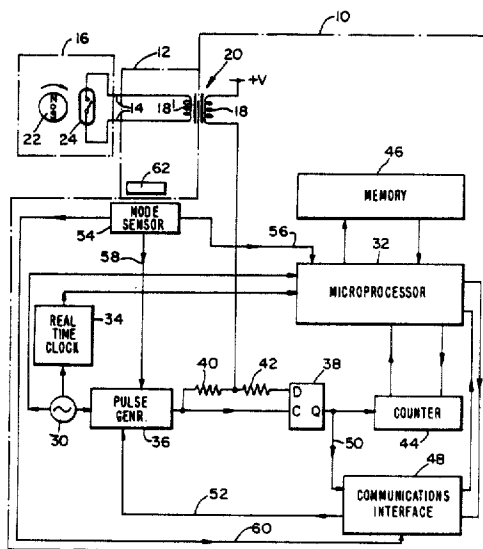 10
16
12
20
+V
14
18'
18
22
24
N
S
62
46
MEMORY
MODE SENSOR
54
56
58
32
MICROPROCESSOR
34
REAL TIME CLOCK
40
42
38
D
C Q
30
PULSE GENR.
36
COUNTER
44
50
48
52
COMMUNICATIONS INTERFACE
60